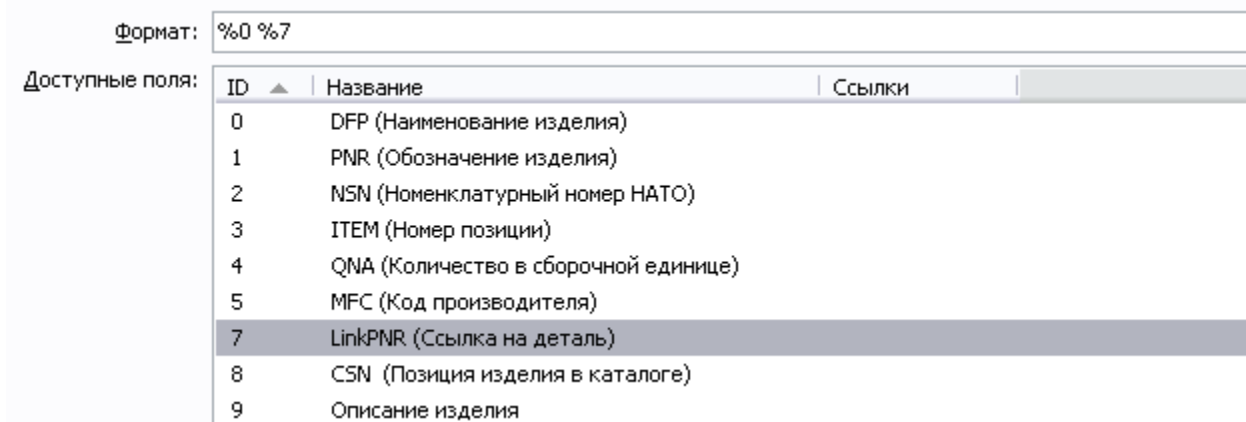 Формат: %0 %7
Доступные поля:
ID Название Ссылки
0 DFP (Наименование изделия)
1 PNR (Обозначение изделия)
2 NSN (Номенклатурный номер НАТО)
3 ITEM (Номер позиции)
4 QNA (Количество в сборочной единице)
5 MFC (Код производителя)
7 LinkPNR (Ссылка на деталь)
8 CSN (Позиция изделия в каталоге)
9 Описание изделия